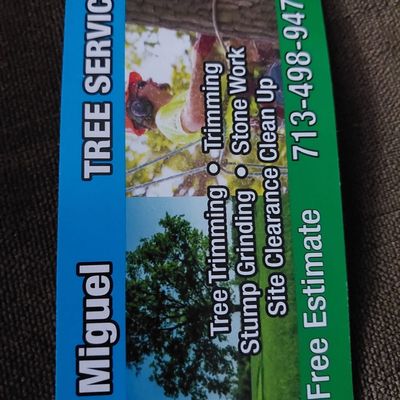 Miguel TREE SERVIC
Tree Trimming • Trimming
Stump Grinding • Stone Work
Site Clearance Clean Up
Free Estimate 713-498-947